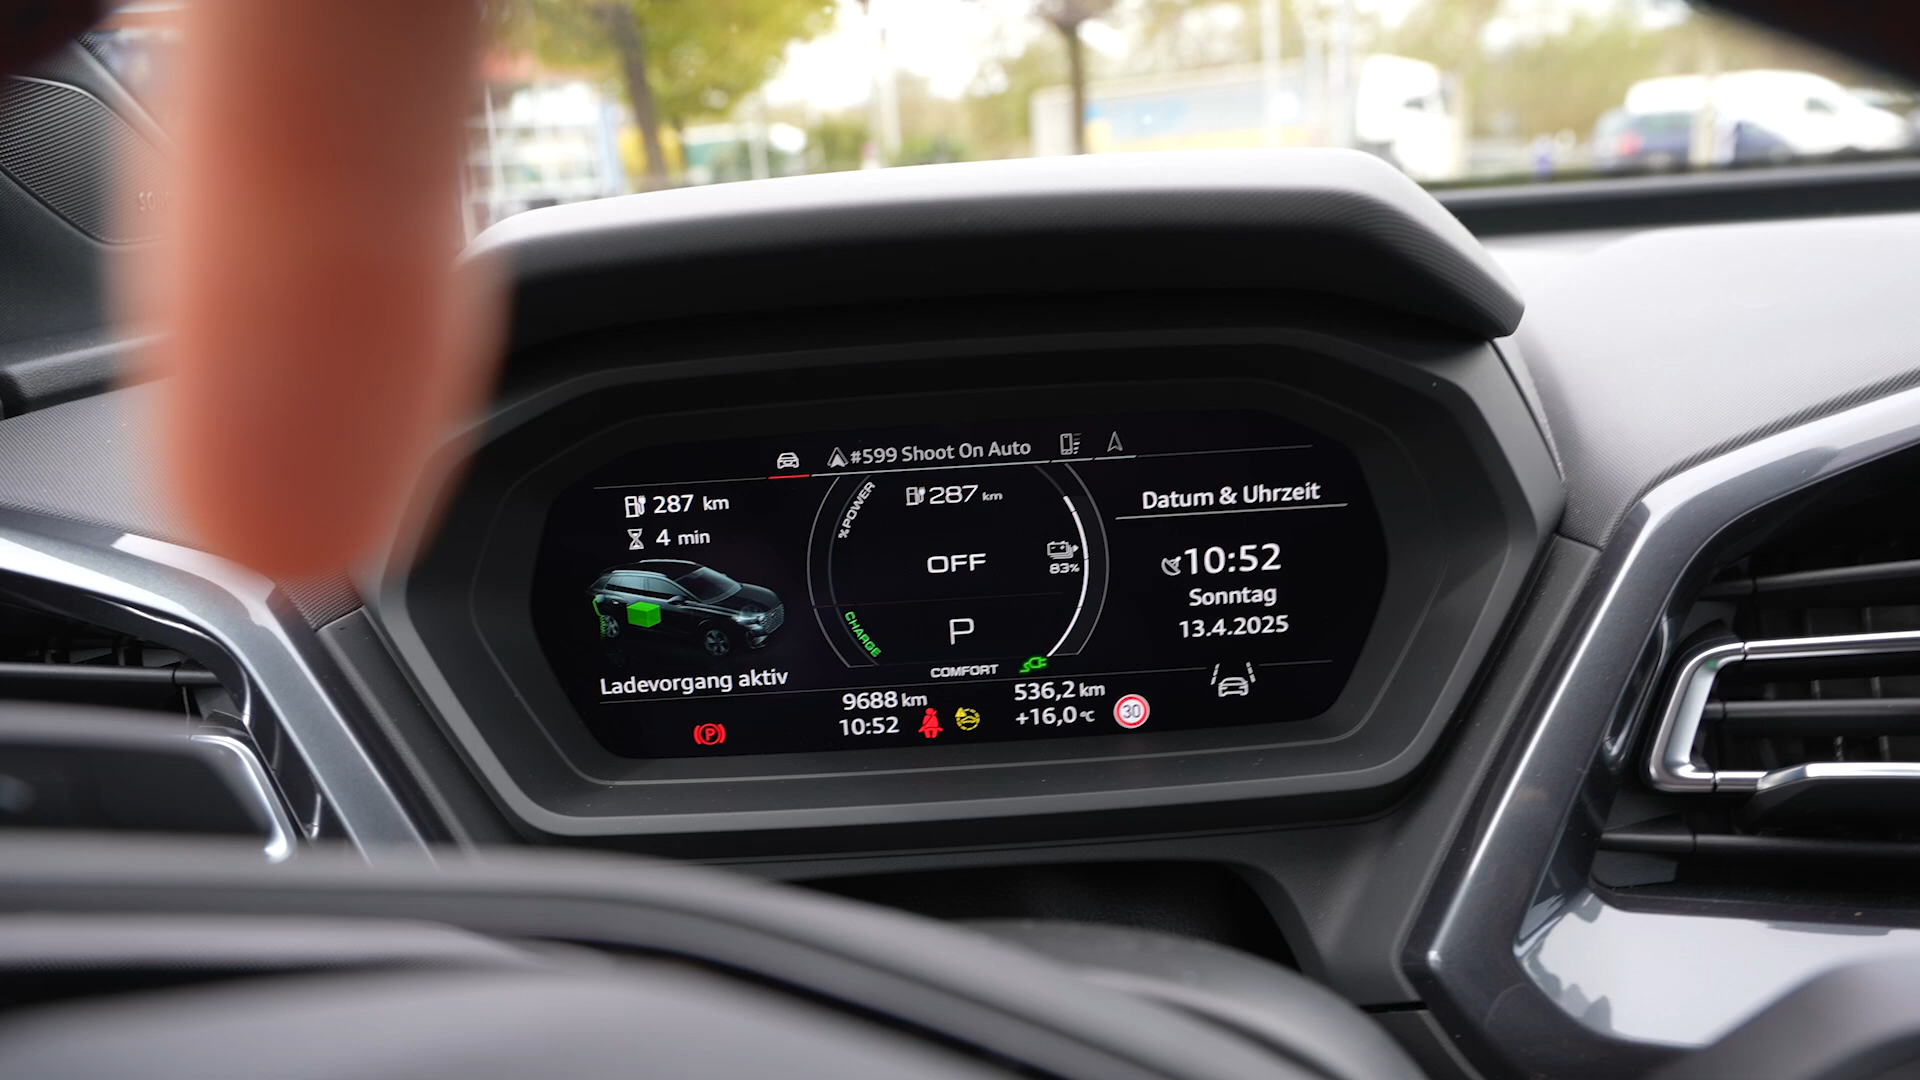 #599 Shoot On Auto
287 km
4 min
Ladevorgang aktiv
%POWER
CHARGE
287 km
OFF
83%
P
COMFORT
Datum & Uhrzeit
10:52
Sonntag
13.4.2025
P
9688 km
10:52
536,2 km
+16,0 °C
30